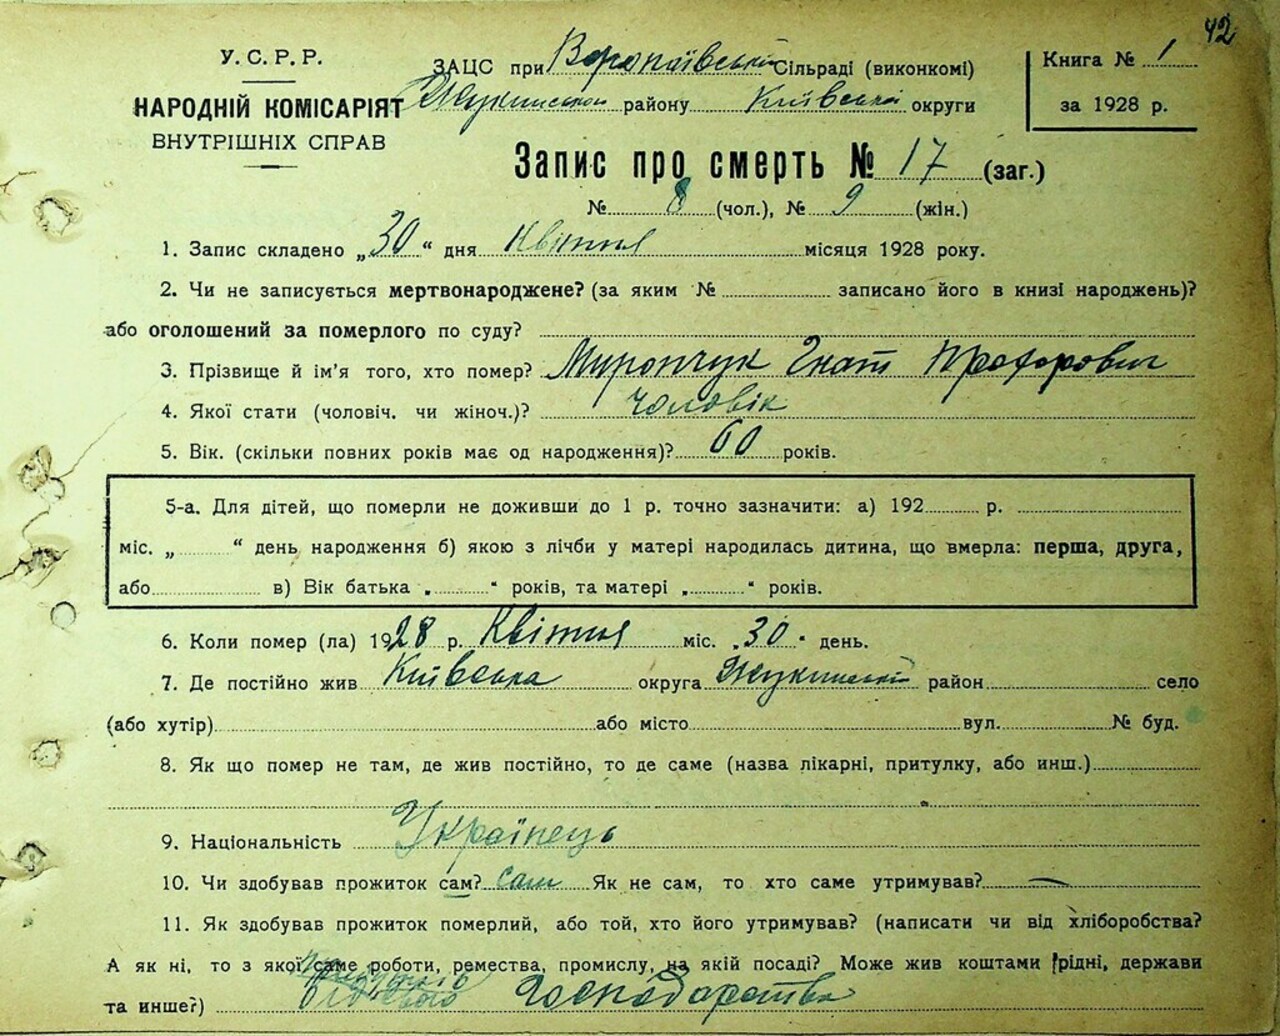 42
У. С. Р. Р.
НАРОДНІЙ КОМІСАРІЯТ
ВНУТРІШНІХ СПРАВ
ЗАЦС при Воропаївській Сільраді (виконкомі)
Жукинського району Київської округи
Книга № 1
за 1928 р.
Запис про смерть № 17 (заг.)
№ 8 (чол.), № 9 (жін.)
1. Запис складено „30“ дня Квітня місяця 1928 року.
2. Чи не записується мертвонароджене? (за яким № записано його в книзі народжень)?
або оголошений за померлого по суду?
3. Прізвище й ім'я того, хто помер? Мирончук Гнат Прохорович
4. Якої стати (чоловіч. чи жіноч.)? чоловік
5. Вік. (скільки повних років має од народження)? 60 років.
5-а. Для дітей, що померли не доживши до 1 р. точно зазначити: а) 192 р.
міс. „ “ день народження б) якою з лічби у матері народилась дитина, що вмерла: перша, друга,
або в) Вік батька „ “ років, та матері „ “ років.
6. Коли помер (ла) 1928 р. Квітня міс. „30“ день.
7. Де постійно жив Київська округа Жукинський район село
(або хутір) або місто вул. № буд.
8. Як що помер не там, де жив постійно, то де саме (назва лікарні, притулку, або инш.)
9. Національність Українець
10. Чи здобував прожиток сам? сам Як не сам, то хто саме утримував? —
11. Як здобував прожиток померлий, або той, хто його утримував? (написати чи від хліборобства?
А як ні, то з якої саме роботи, ремества, промислу, на якій посаді? Може жив коштами рідні, держави
та инше?) Господарства